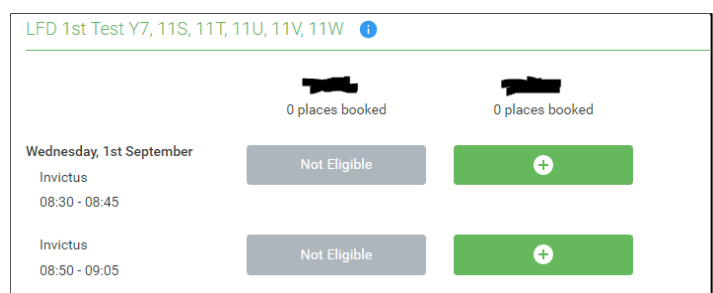 LFD 1st Test Y7, 11S, 11T, 11U, 11V, 11W
0 places booked 0 places booked
Wednesday, 1st September
Not Eligible
Invictus
08:30 - 08:45
Invictus
Not Eligible
08:50 - 09:05